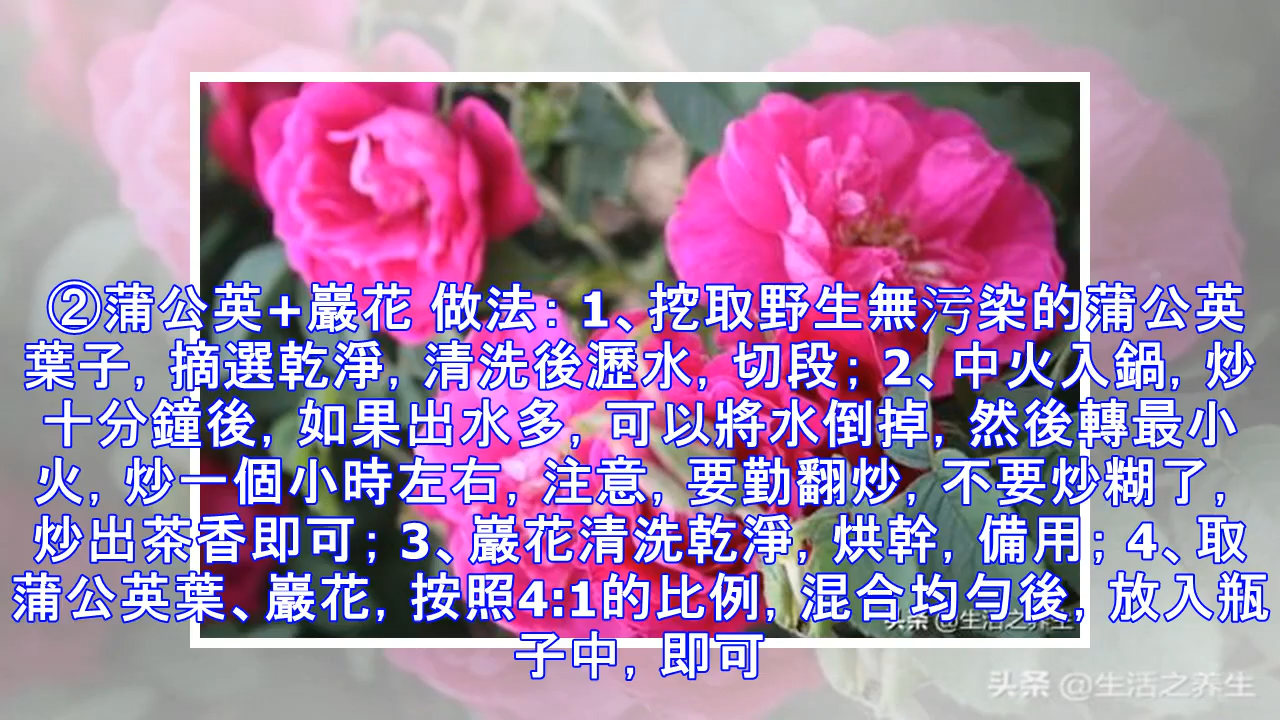 ②蒲公英+巖花 做法: 1、挖取野生無污染的蒲公英
葉子, 摘選乾淨, 清洗後瀝水, 切段; 2、中火入鍋, 炒
十分鐘後, 如果出水多, 可以將水倒掉, 然後轉最小
火, 炒一個小時左右, 注意, 要勤翻炒, 不要炒糊了,
炒出茶香即可; 3、巖花清洗乾淨, 烘幹, 備用; 4、取
蒲公英葉、巖花, 按照4:1的比例, 混合均勻後, 放入瓶
子中, 即可
头条 @生活之养生
头条 @生活之养生